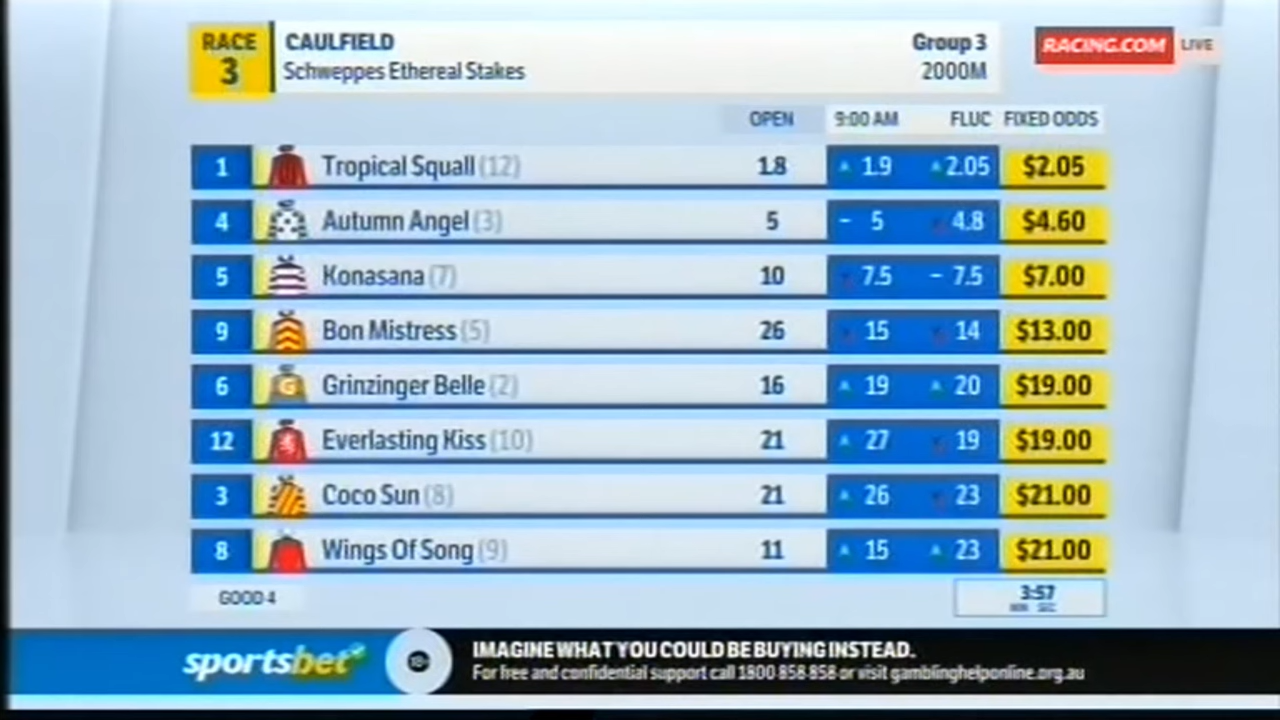 RACE 3
CAULFIELD
Schweppes Ethereal Stakes
Group 3
2000M
RACING.COM LIVE
OPEN 9:00 AM FLUC FIXED ODDS
1 Tropical Squall (12) 1.8 1.9 2.05 $2.05
4 Autumn Angel (3) 5 - 5 4.8 $4.60
5 Konasana (7) 10 7.5 - 7.5 $7.00
9 Bon Mistress (5) 26 15 14 $13.00
6 G Grinzinger Belle (2) 16 19 20 $19.00
12 Everlasting Kiss (10) 21 27 19 $19.00
3 Coco Sun (8) 21 26 23 $21.00
8 Wings Of Song (9) 11 15 23 $21.00
GOOD 4
3:57
MIN SEC
sportsbet
18+
IMAGINE WHAT YOU COULD BE BUYING INSTEAD.
For free and confidential support call 1800 858 858 or visit gamblinghelponline.org.au